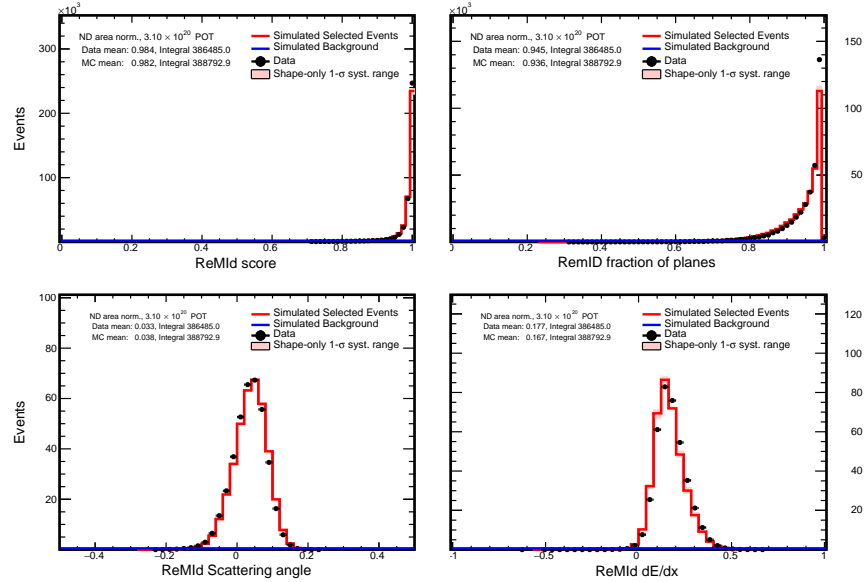 ×10³
ND area norm., 3.10 × 10²⁰ POT
Data mean: 0.984, Integral 386485.0
MC mean: 0.982, Integral 388792.9
Simulated Selected Events
Simulated Background
Data
Shape-only 1-σ syst. range
300
200
100
Events
0 0.2 0.4 0.6 0.8 1
ReMId score
×10³
ND area norm., 3.10 × 10²⁰ POT
Data mean: 0.945, Integral 386485.0
MC mean: 0.936, Integral 388792.9
Simulated Selected Events
Simulated Background
Data
Shape-only 1-σ syst. range
150
100
50
0 0.2 0.4 0.6 0.8 1
RemID fraction of planes
100
80
60
40
20
Events
ND area norm., 3.10 × 10²⁰ POT
Data mean: 0.033, Integral 386485.0
MC mean: 0.038, Integral 388792.9
Simulated Selected Events
Simulated Background
Data
Shape-only 1-σ syst. range
−0.4 −0.2 0 0.2 0.4
ReMId Scattering angle
ND area norm., 3.10 × 10²⁰ POT
Data mean: 0.177, Integral 386485.0
MC mean: 0.167, Integral 388792.9
Simulated Selected Events
Simulated Background
Data
Shape-only 1-σ syst. range
120
100
80
60
40
20
-1 −0.5 0 0.5 1
ReMId dE/dx